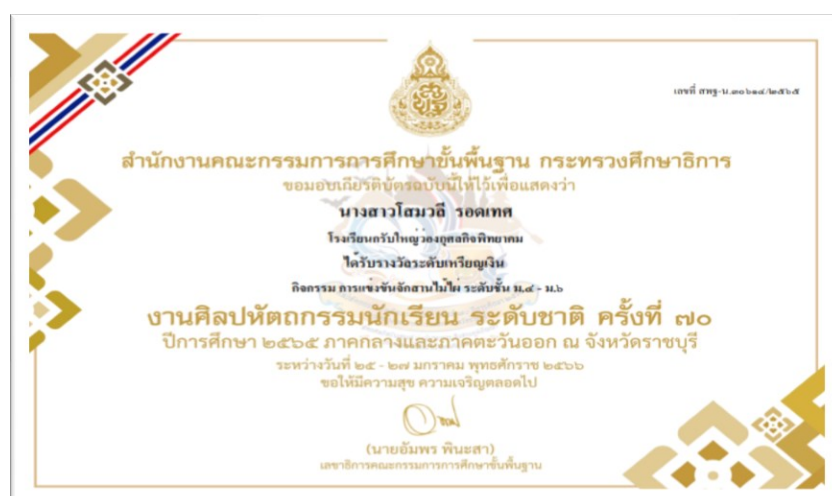 เลขที่ สพฐ-น.๓๐๖๑๔/๒๕๖๕
สำนักงานคณะกรรมการการศึกษาขั้นพื้นฐาน กระทรวงศึกษาธิการ
ขอมอบเกียรติบัตรฉบับนี้ให้ไว้เพื่อแสดงว่า
นางสาวโสมวลี รอดเทศ
โรงเรียนกรับใหญ่ว่องกุศลกิจพิทยาคม
ได้รับรางวัลระดับเหรียญเงิน
กิจกรรม การแข่งขันจักสานไม้ไผ่ ระดับชั้น ม.๔ - ม.๖
งานศิลปหัตถกรรมนักเรียน ระดับชาติ ครั้งที่ ๗๐
ปีการศึกษา ๒๕๖๕ ภาคกลางและภาคตะวันออก ณ จังหวัดราชบุรี
ระหว่างวันที่ ๒๕ - ๒๗ มกราคม พุทธศักราช ๒๕๖๖
ขอให้มีความสุข ความเจริญตลอดไป
(นายอัมพร พินะสา)
เลขาธิการคณะกรรมการการศึกษาขั้นพื้นฐาน